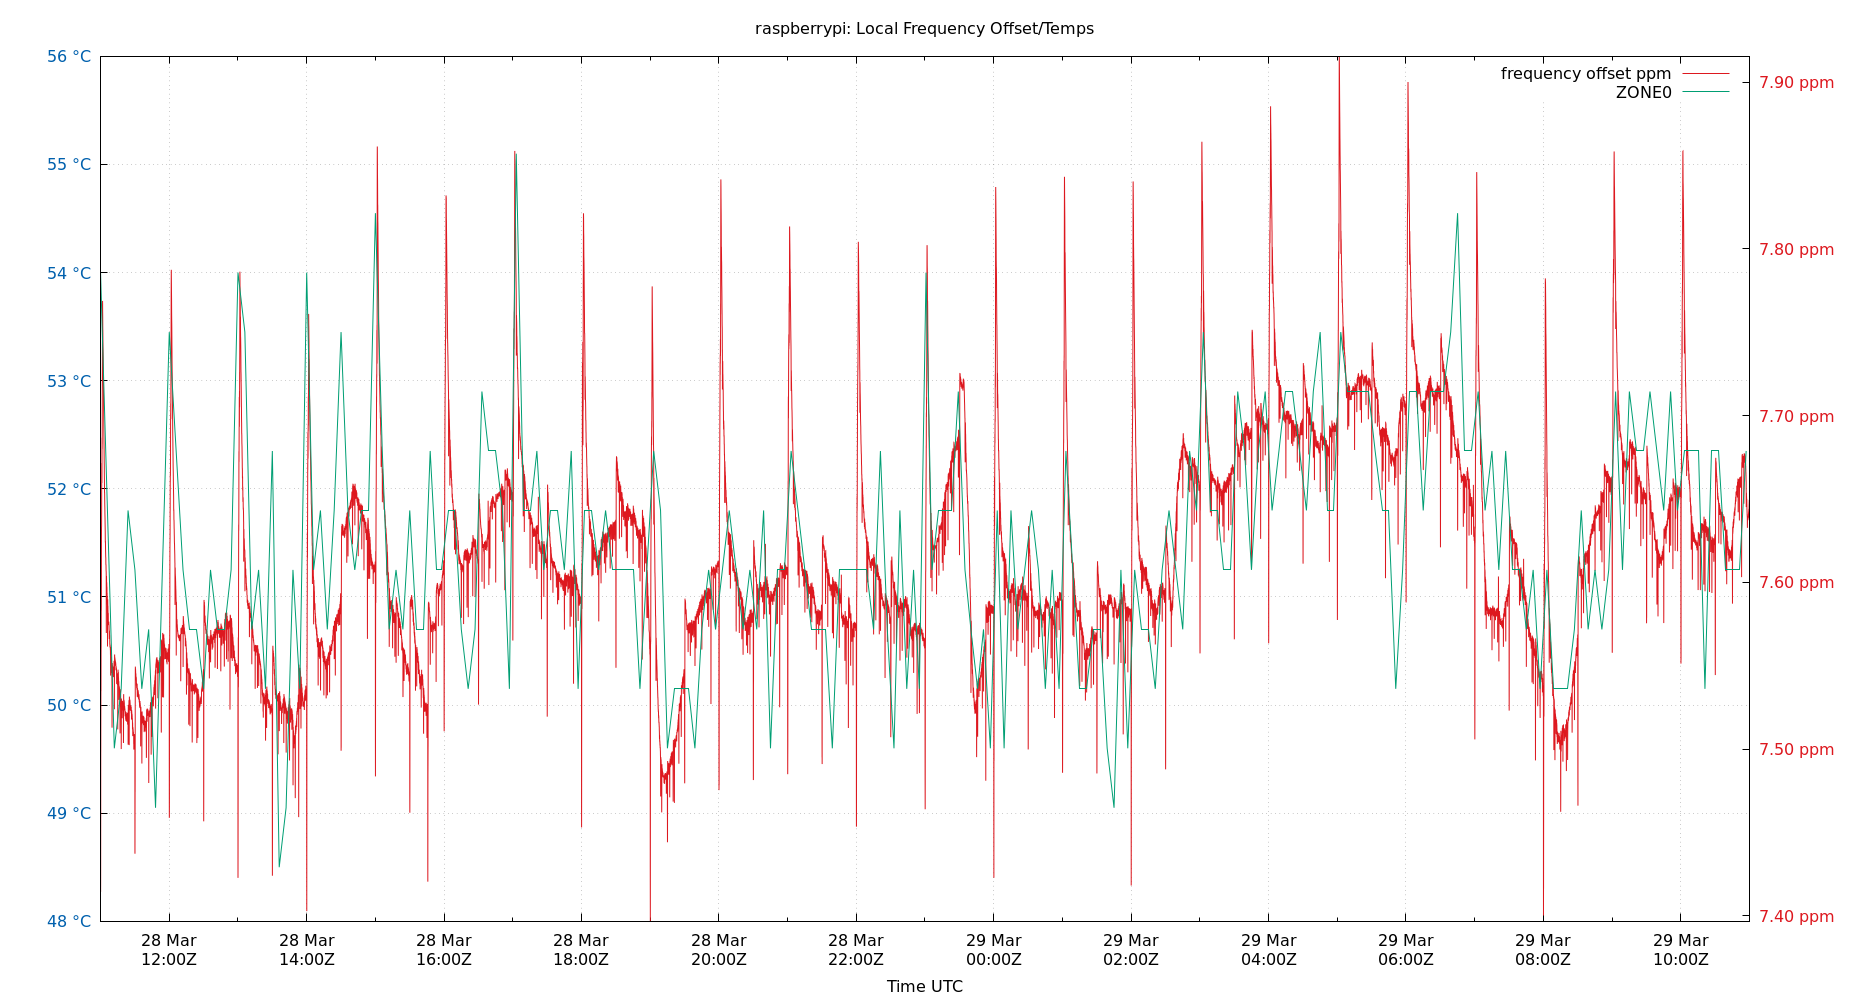 raspberrypi: Local Frequency Offset/Temps
56 °C
55 °C
54 °C
53 °C
52 °C
51 °C
50 °C
49 °C
48 °C
frequency offset ppm
ZONE0
7.90 ppm
7.80 ppm
7.70 ppm
7.60 ppm
7.50 ppm
7.40 ppm
28 Mar
12:00Z
28 Mar
14:00Z
28 Mar
16:00Z
28 Mar
18:00Z
28 Mar
20:00Z
28 Mar
22:00Z
29 Mar
00:00Z
29 Mar
02:00Z
29 Mar
04:00Z
29 Mar
06:00Z
29 Mar
08:00Z
29 Mar
10:00Z
Time UTC